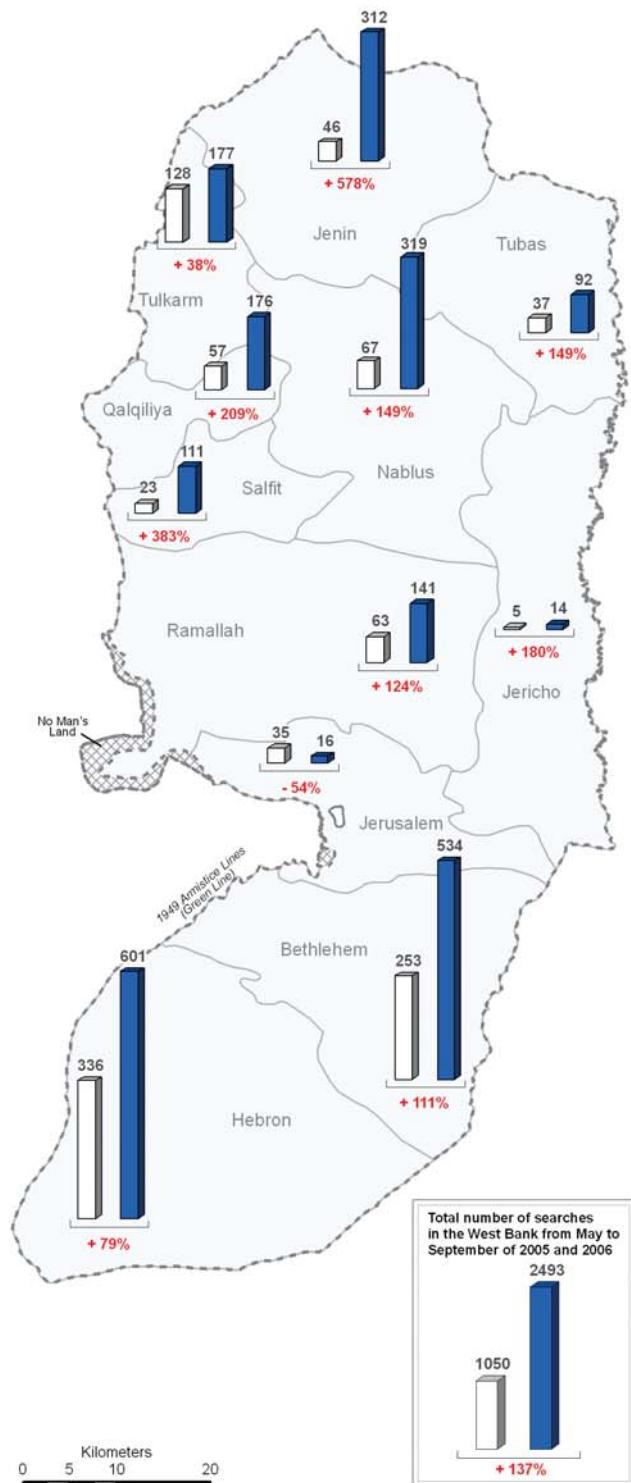 312
46
+ 578%
Jenin
128
177
+ 38%
Tulkarm
Tubas
37
92
+ 149%
319
67
+ 149%
Nablus
57
176
+ 209%
Qalqiliya
23
111
+ 383%
Salfit
Ramallah
63
141
+ 124%
5
14
+ 180%
Jericho
No Man's
Land
35
16
- 54%
Jerusalem
1949 Armistice Lines
(Green Line)
Bethlehem
253
534
+ 111%
601
336
+ 79%
Hebron
Total number of searches
in the West Bank from May to
September of 2005 and 2006
2493
1050
+ 137%
Kilometers
0 5 10 20